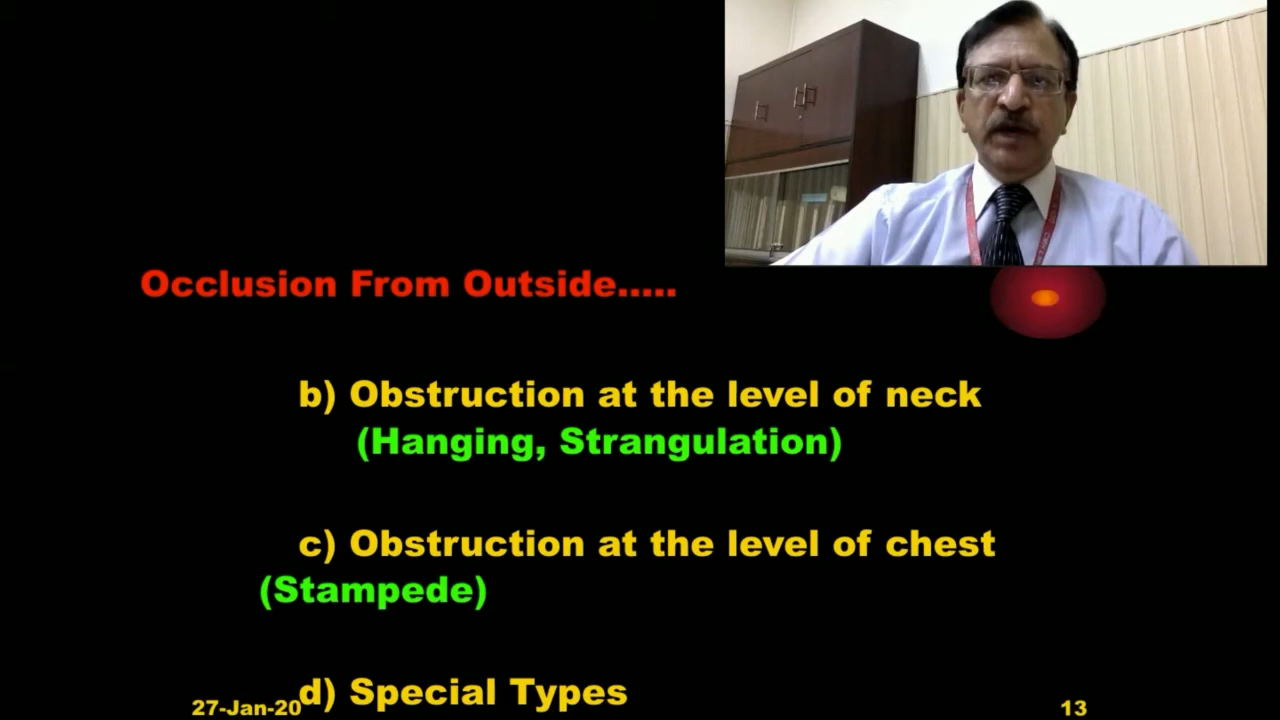 Occlusion From Outside.....
b) Obstruction at the level of neck
(Hanging, Strangulation)
c) Obstruction at the level of chest
(Stampede)
d) Special Types
27-Jan-20
13